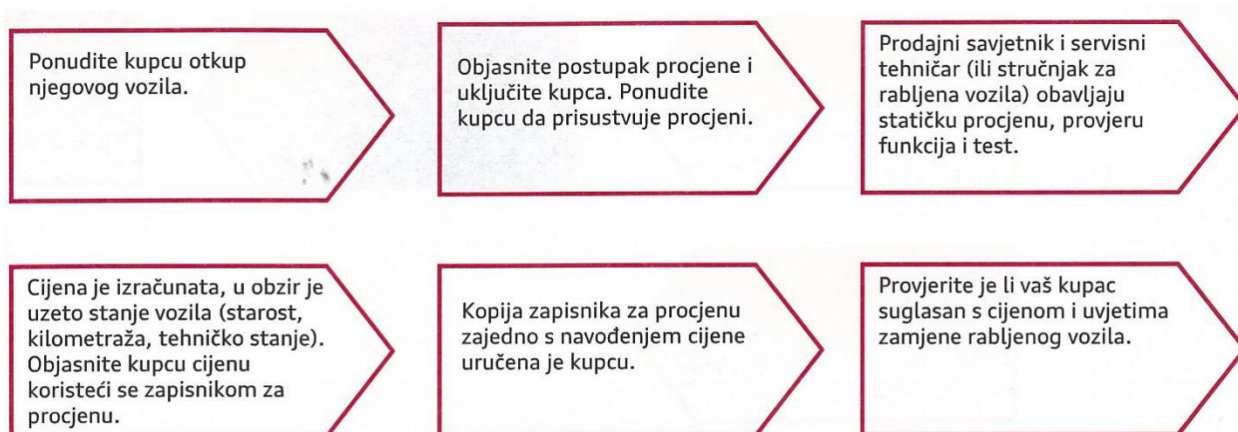 Ponudite kupcu otkup
njegovog vozila.
Objasnite postupak procjene i
uključite kupca. Ponudite
kupcu da prisustvuje procjeni.
Prodajni savjetnik i servisni
tehničar (ili stručnjak za
rabljena vozila) obavljaju
statičku procjenu, provjeru
funkcija i test.
Cijena je izračunata, u obzir je
uzeto stanje vozila (starost,
kilometraža, tehničko stanje).
Objasnite kupcu cijenu
koristeći se zapisnikom za
procjenu.
Kopija zapisnika za procjenu
zajedno s navođenjem cijene
uručena je kupcu.
Provjerite je li vaš kupac
suglasan s cijenom i uvjetima
zamjene rabljenog vozila.